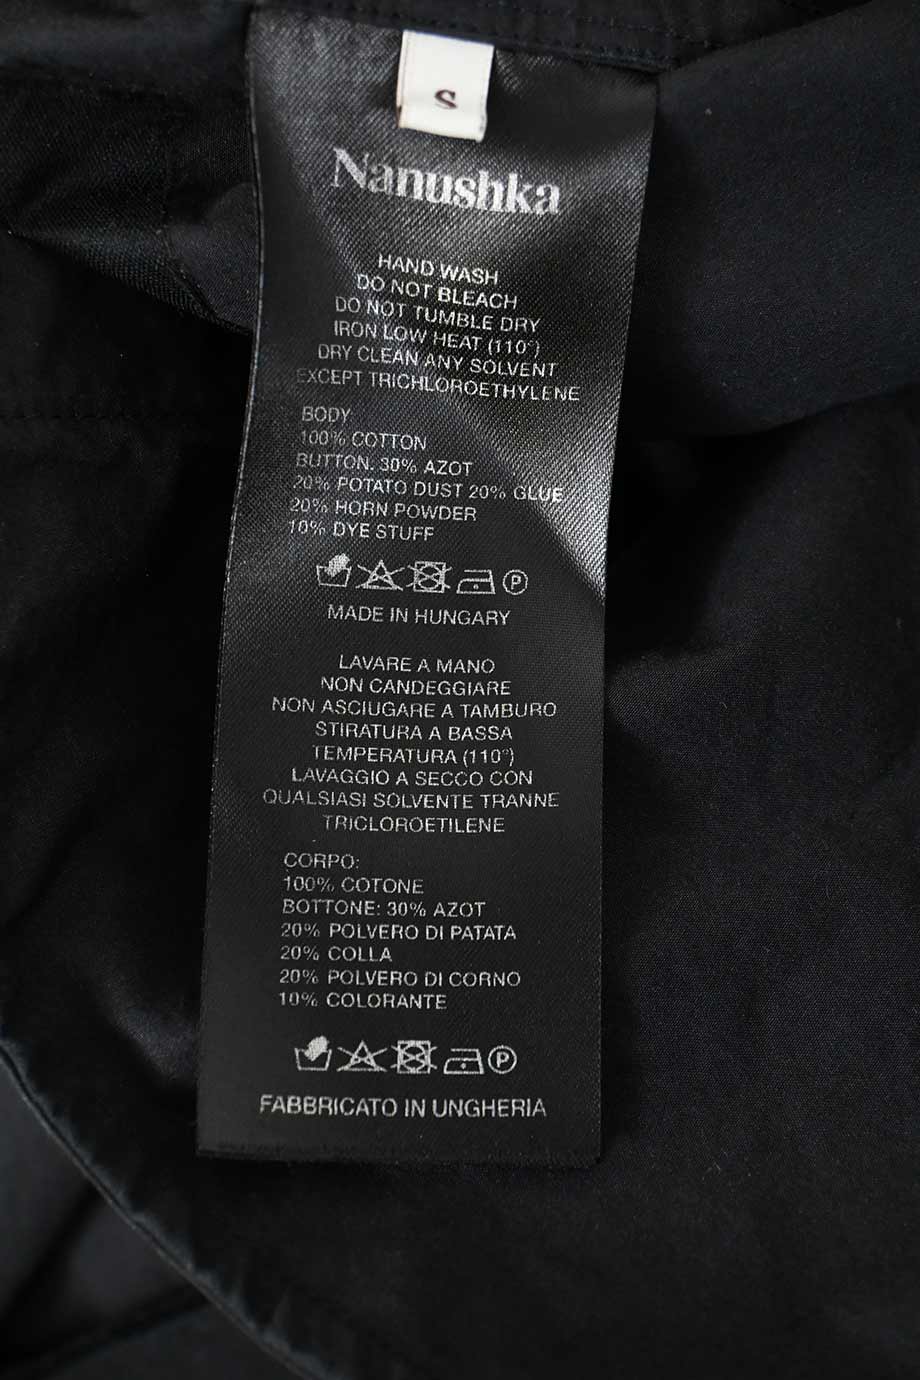 S
Nanushka
HAND WASH
DO NOT BLEACH
DO NOT TUMBLE DRY
IRON LOW HEAT (110°)
DRY CLEAN ANY SOLVENT
EXCEPT TRICHLOROETHYLENE
BODY:
100% COTTON
BUTTON: 30% AZOT
20% POTATO DUST 20% GLUE
20% HORN POWDER
10% DYE STUFF
P
MADE IN HUNGARY
LAVARE A MANO
NON CANDEGGIARE
NON ASCIUGARE A TAMBURO
STIRATURA A BASSA
TEMPERATURA (110°)
LAVAGGIO A SECCO CON
QUALSIASI SOLVENTE TRANNE
TRICLOROETILENE
CORPO:
100% COTONE
BOTTONE: 30% AZOT
20% POLVERO DI PATATA
20% COLLA
20% POLVERO DI CORNO
10% COLORANTE
P
FABBRICATO IN UNGHERIA